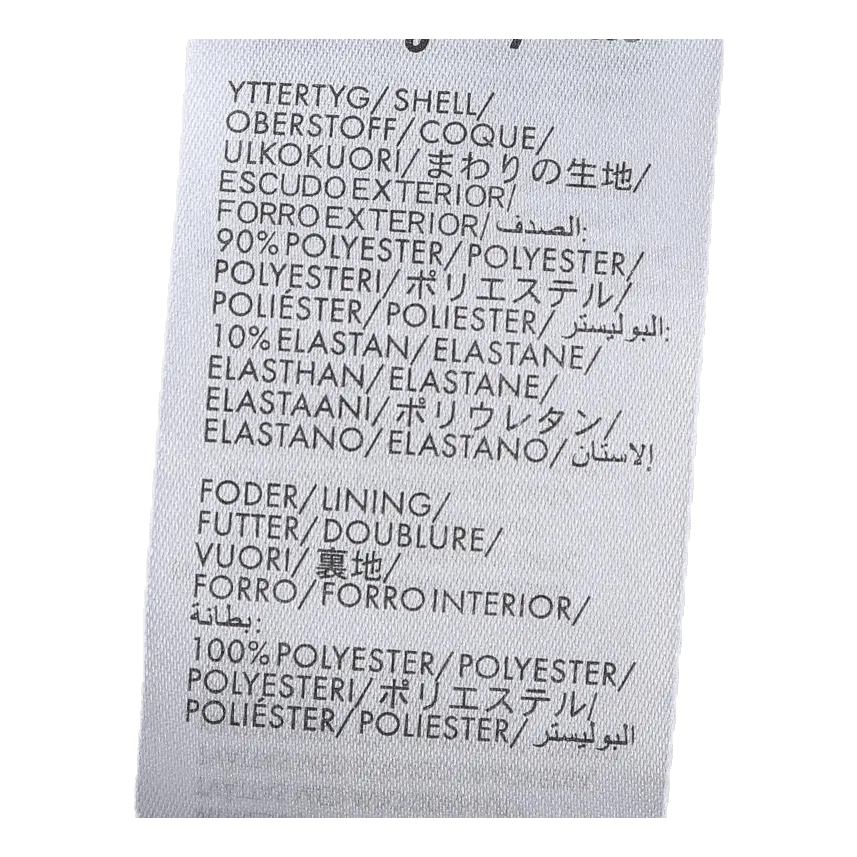 YTTERTYG/SHELL/
OBERSTOFF/COQUE/
ULKOKUORI/まわりの生地/
ESCUDO EXTERIOR/
FORRO EXTERIOR/الصدف:
90% POLYESTER/POLYESTER/
POLYESTERI/ポリエステル/
POLIÉSTER/POLIESTER/البوليستر:
10% ELASTAN/ELASTANE/
ELASTHAN/ELASTANE/
ELASTAANI/ポリウレタン/
ELASTANO/ELASTANO/إلاستان
FODER/LINING/
FUTTER/DOUBLURE/
VUORI/裏地/
FORRO/FORRO INTERIOR/
بطانة:
100% POLYESTER/POLYESTER/
POLYESTERI/ポリエステル/
POLIÉSTER/POLIESTER/البوليستر